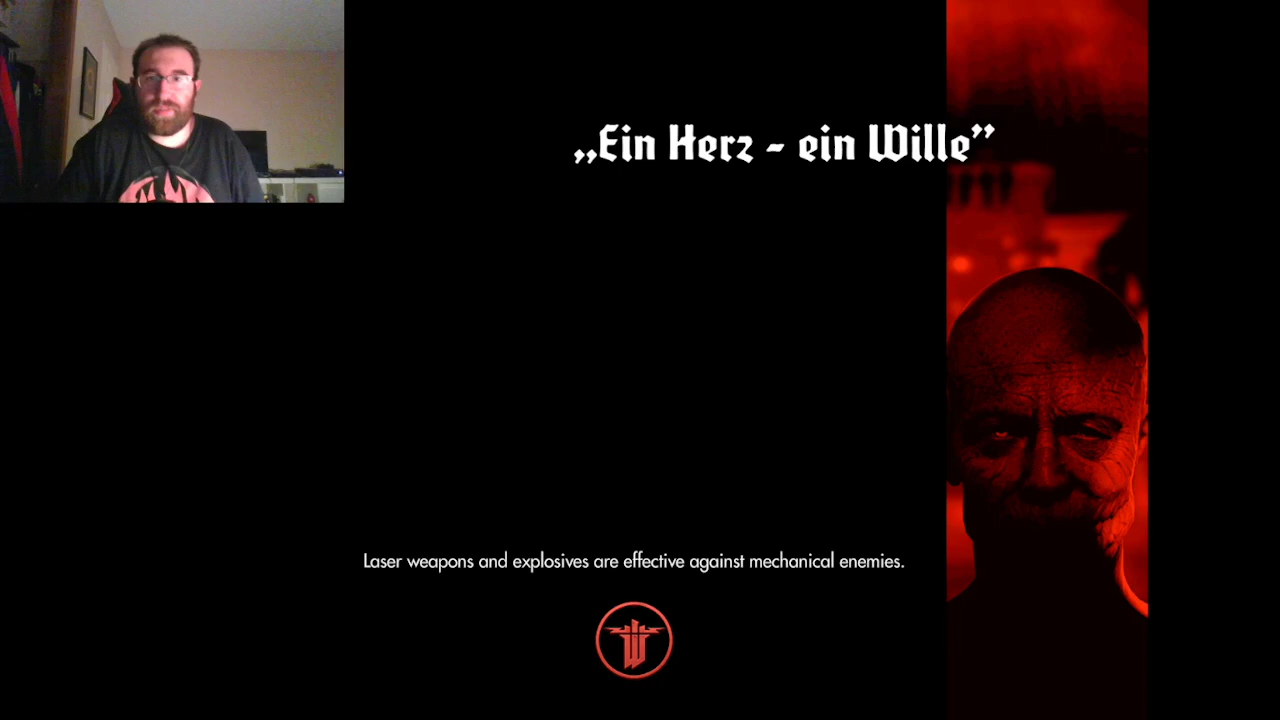 „Ein Herz - ein Wille”
Laser weapons and explosives are effective against mechanical enemies.